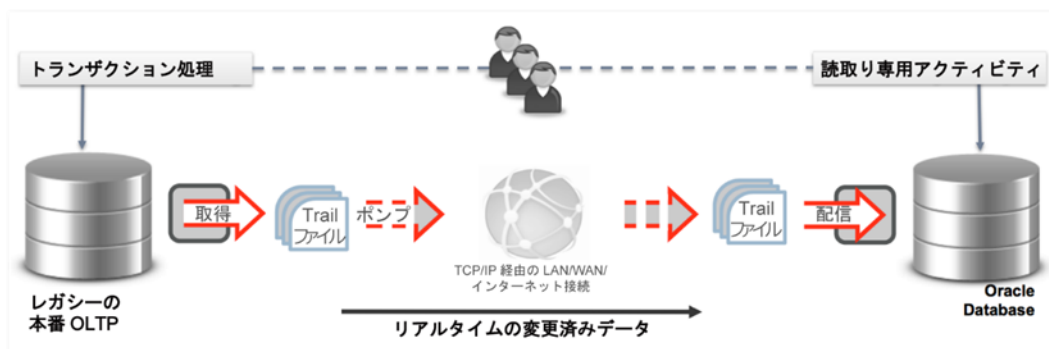 トランザクション処理
読取り専用アクティビティ
取得
Trail
ファイル
ポンプ
TCP/IP 経由の LAN/WAN/
インターネット接続
Trail
ファイル
配信
レガシーの
本番 OLTP
Oracle
Database
リアルタイムの変更済みデータ